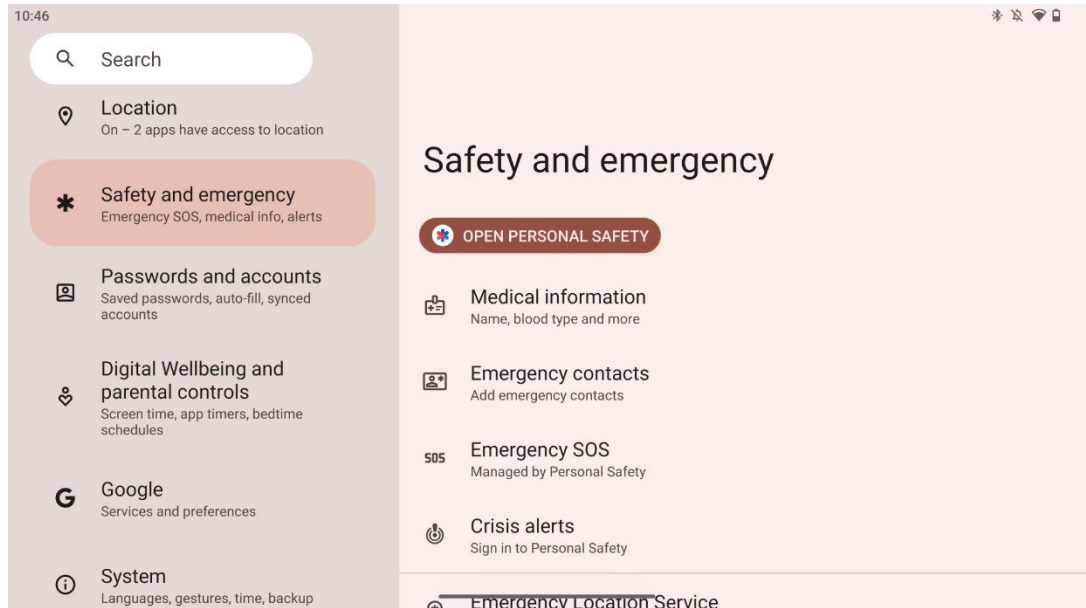 10:46
Search
Location
On – 2 apps have access to location
Safety and emergency
Emergency SOS, medical info, alerts
Passwords and accounts
Saved passwords, auto-fill, synced
accounts
Digital Wellbeing and
parental controls
Screen time, app timers, bedtime
schedules
Google
Services and preferences
System
Languages, gestures, time, backup
Safety and emergency
OPEN PERSONAL SAFETY
Medical information
Name, blood type and more
Emergency contacts
Add emergency contacts
SOS
Emergency SOS
Managed by Personal Safety
Crisis alerts
Sign in to Personal Safety
Emergency Location Service